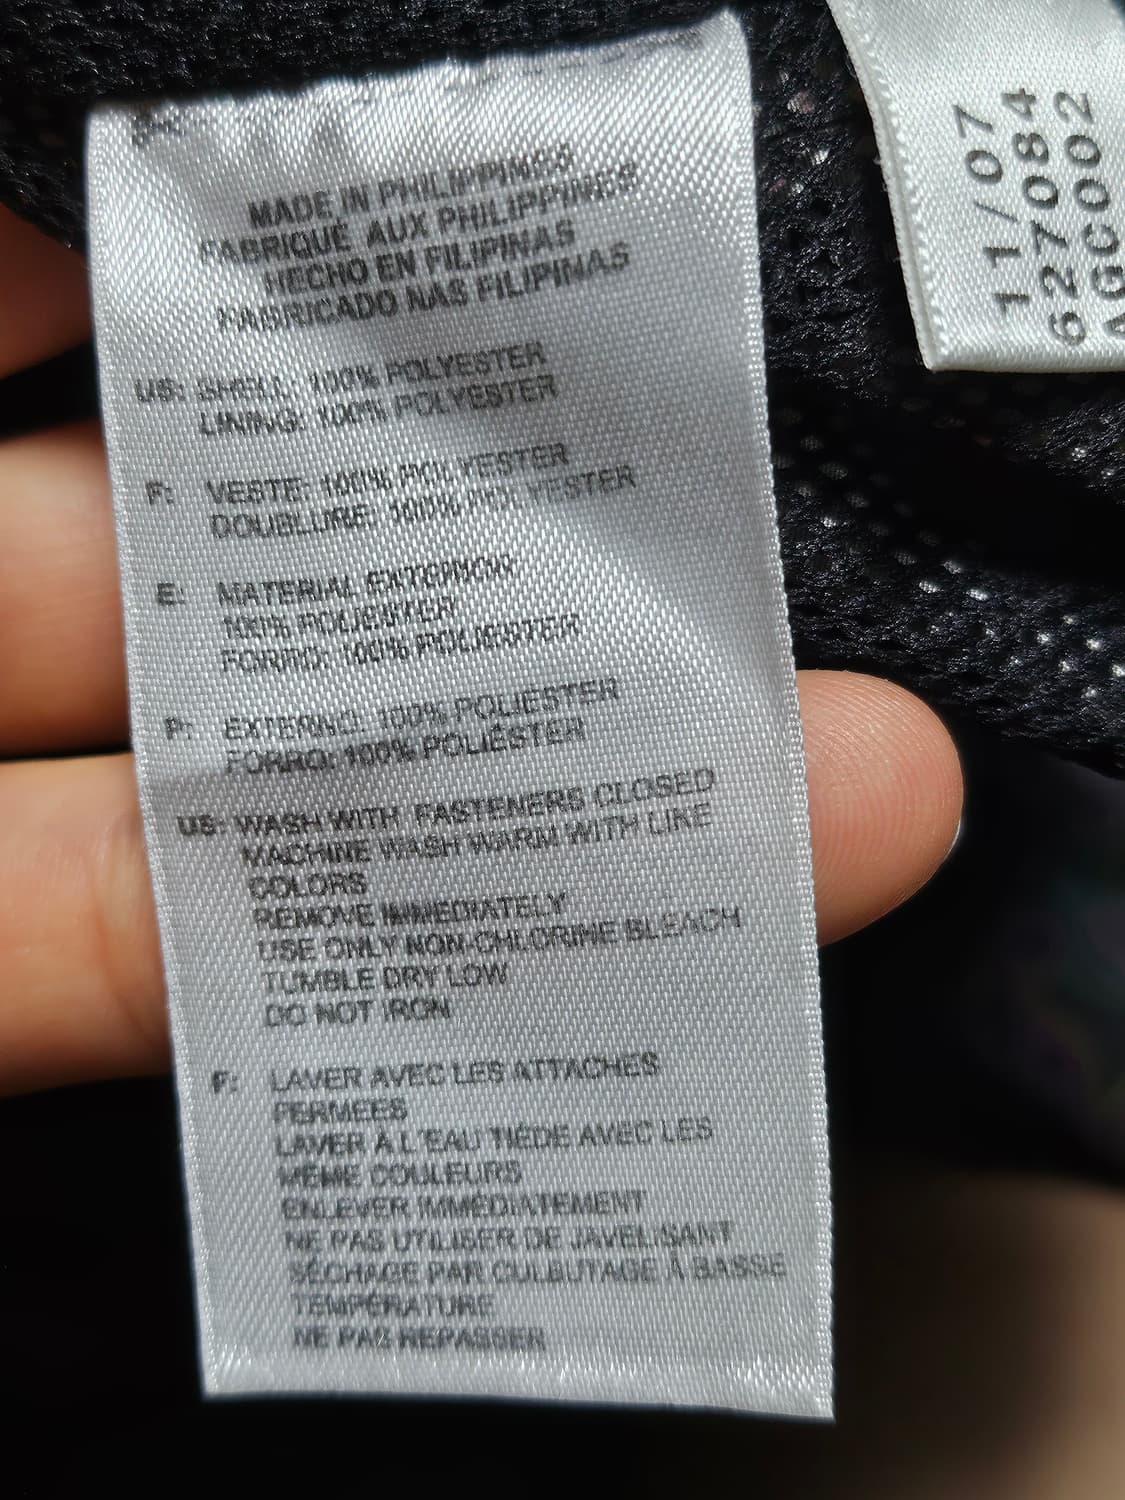 MADE IN PHILIPPINES
FABRIQUÉ AUX PHILIPPINES
HECHO EN FILIPINAS
FABRICADO NAS FILIPINAS
US: SHELL: 100% POLYESTER
LINING: 100% POLYESTER
F: VESTE: 100% POLYESTER
DOUBLURE: 100% POLYESTER
E: MATERIAL EXTERIOR
100% POLIESTER
FORRO: 100% POLIESTER
P: EXTERNO: 100% POLIÉSTER
FORRO: 100% POLIÉSTER
US: WASH WITH FASTENERS CLOSED
MACHINE WASH WARM WITH LIKE
COLORS
REMOVE IMMEDIATELY
USE ONLY NON-CHLORINE BLEACH
TUMBLE DRY LOW
DO NOT IRON
F: LAVER AVEC LES ATTACHES
FERMEES
LAVER À L'EAU TIÈDE AVEC LES
MÊME COULEURS
ENLEVER IMMÉDIATEMENT
NE PAS UTILISER DE JAVELISANT
SÉCHAGE PAR CULBUTAGE À BASSE
TEMPÉRATURE
NE PAS REPASSER
11/07
627084
AGC002